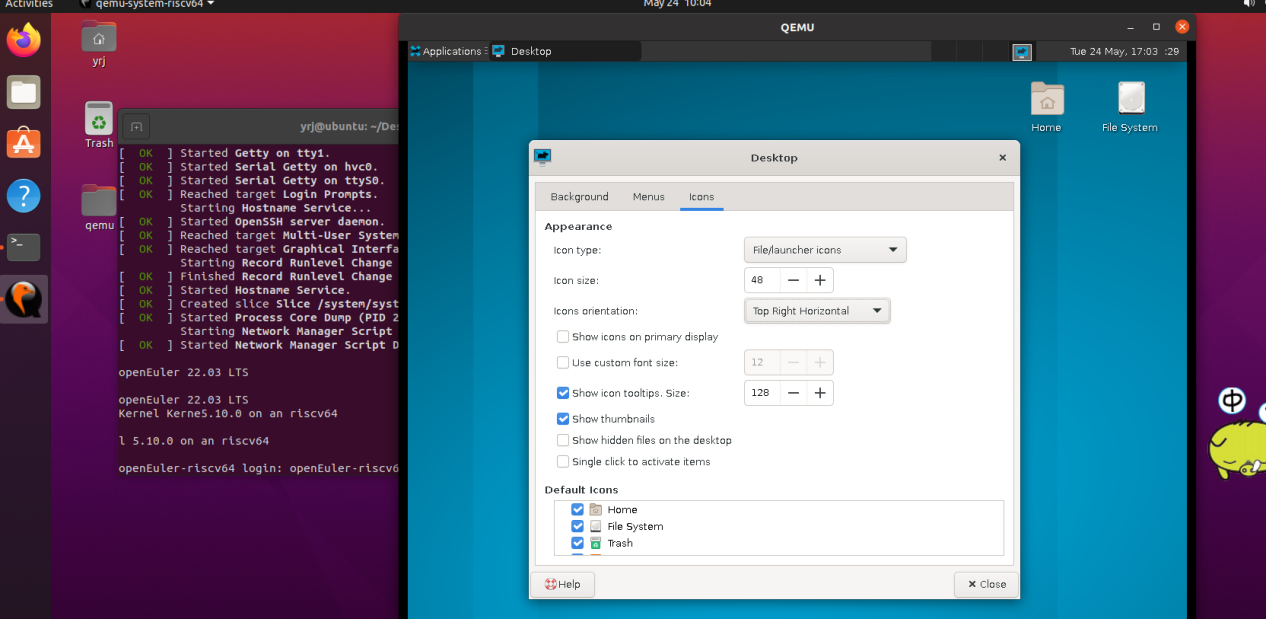 Activities
qemu-system-riscv64
May 24 10:04
yrj
Trash
qemu
yrj@ubuntu: ~/Des
[ OK ] Started Getty on tty1.
[ OK ] Started Serial Getty on hvc0.
[ OK ] Started Serial Getty on ttyS0.
[ OK ] Reached target Login Prompts.
Starting Hostname Service...
[ OK ] Started OpenSSH server daemon.
[ OK ] Reached target Multi-User System
[ OK ] Reached target Graphical Interfa
Starting Record Runlevel Change
[ OK ] Finished Record Runlevel Change
[ OK ] Started Hostname Service.
[ OK ] Created slice Slice /system/syst
[ OK ] Started Process Core Dump (PID 2
Starting Network Manager Script
[ OK ] Started Network Manager Script D
openEuler 22.03 LTS
openEuler 22.03 LTS
Kernel Kerne5.10.0 on an riscv64
l 5.10.0 on an riscv64
openEuler-riscv64 login: openEuler-riscv6
QEMU
Applications
Desktop
Tue 24 May, 17:03 :29
Home
File System
Desktop
Background Menus Icons
Appearance
Icon type: File/launcher icons
Icon size: 48
Icons orientation: Top Right Horizontal
Show icons on primary display
Use custom font size: 12
Show icon tooltips. Size: 128
Show thumbnails
Show hidden files on the desktop
Single click to activate items
Default Icons
Home
File System
Trash
Help
Close
中